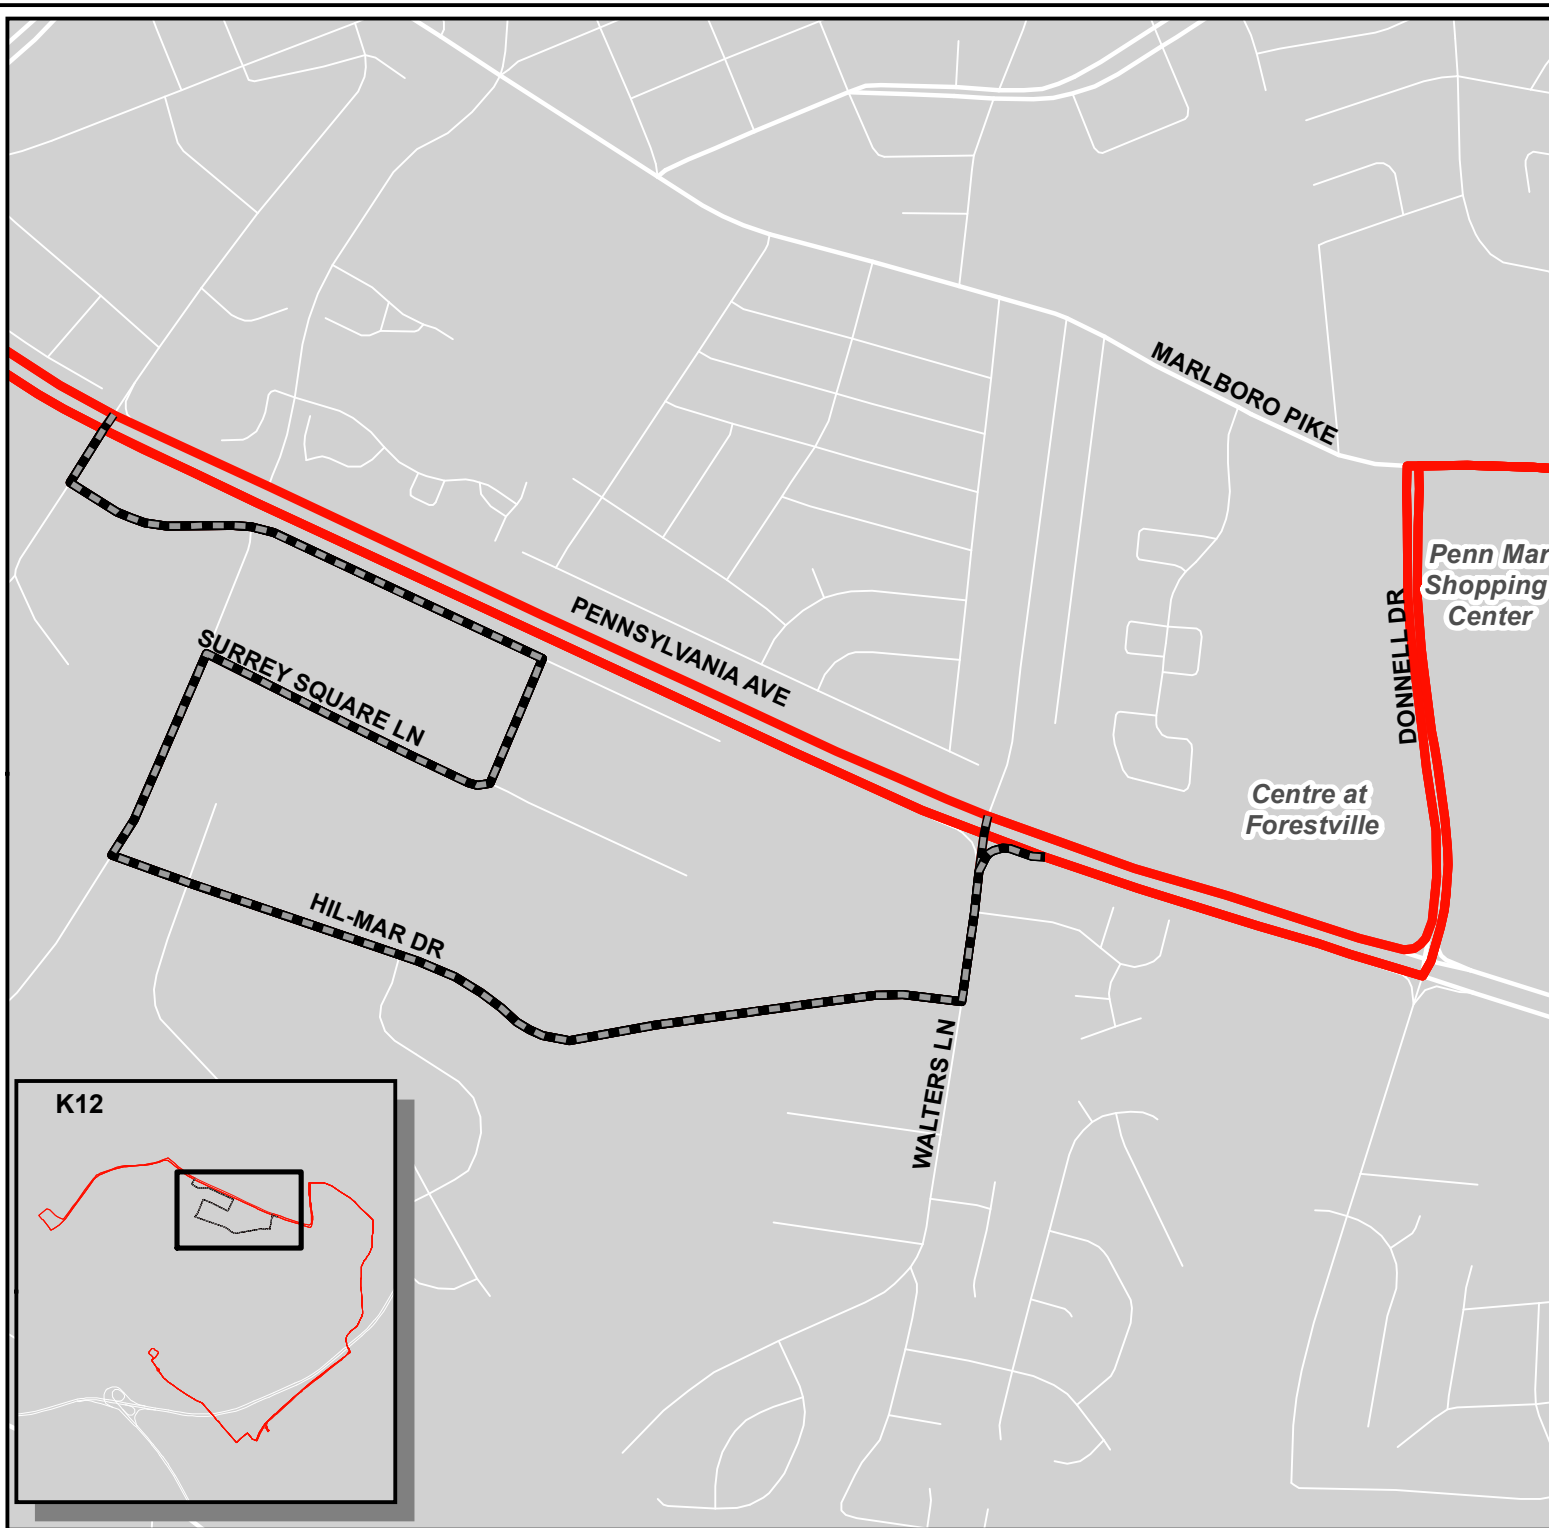 MARLBORO PIKE
Penn Mar
Shopping
Center
DONNELL DR
PENNSYLVANIA AVE
SURREY SQUARE LN
Centre at
Forestville
HIL-MAR DR
WALTERS LN
K12